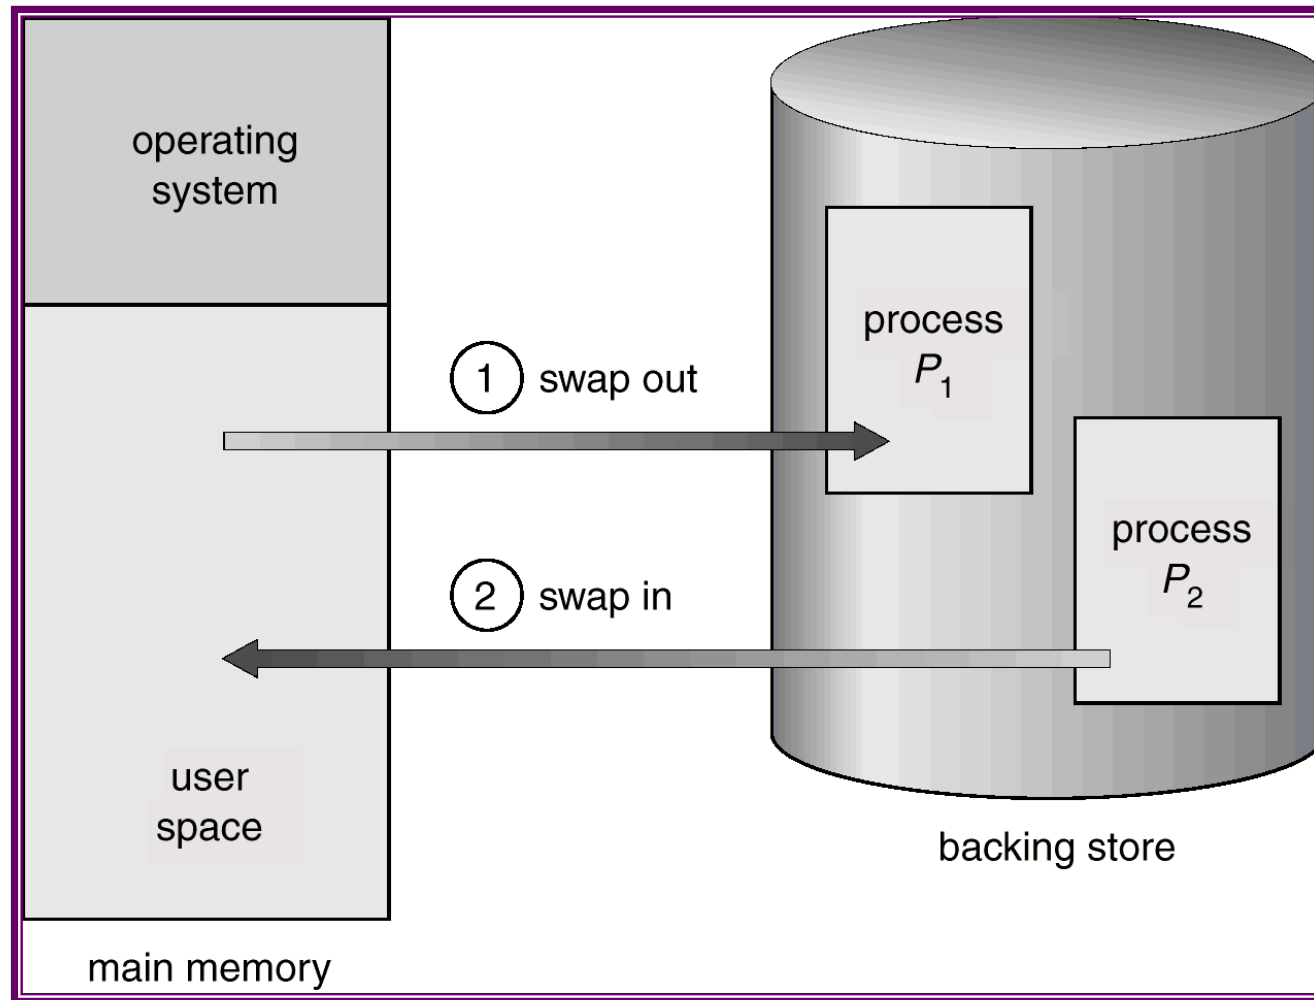 operating
system
process
P1
1 swap out
process
P2
2 swap in
user
space
backing store
main memory